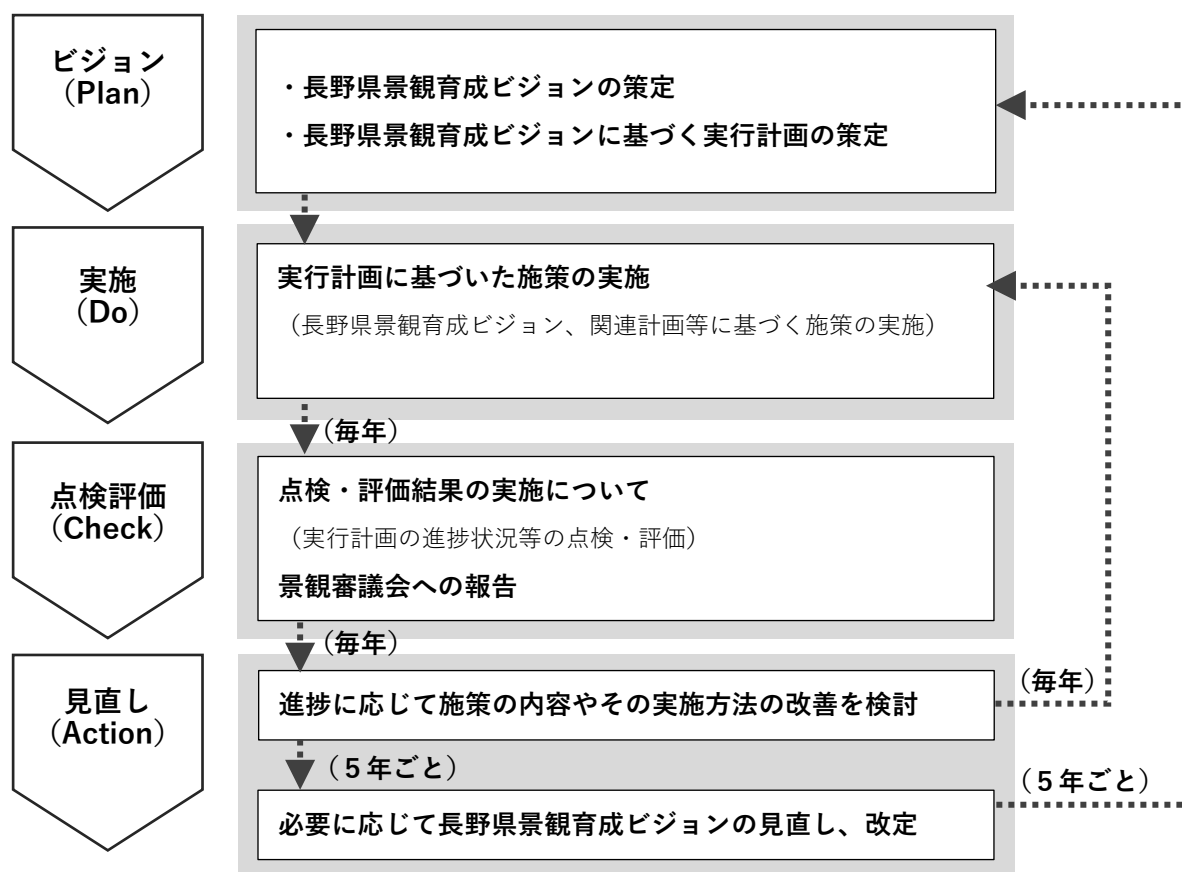 ビジョン
（Plan）
・長野県景観育成ビジョンの策定
・長野県景観育成ビジョンに基づく実行計画の策定
実施
（Do）
実行計画に基づいた施策の実施
（長野県景観育成ビジョン、関連計画等に基づく施策の実施）
（毎年）
点検評価
（Check）
点検・評価結果の実施について
（実行計画の進捗状況等の点検・評価）
景観審議会への報告
（毎年）
見直し
（Action）
進捗に応じて施策の内容やその実施方法の改善を検討
（毎年）
（５年ごと）
（５年ごと）
必要に応じて長野県景観育成ビジョンの見直し、改定